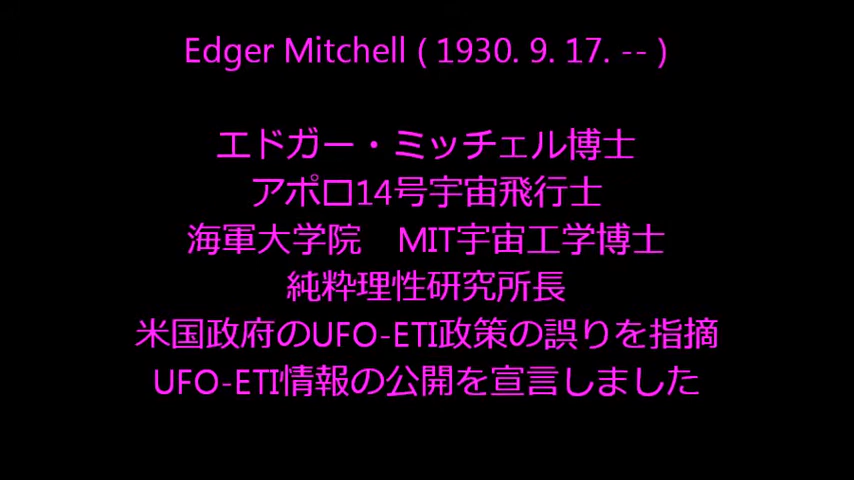 Edger Mitchell ( 1930. 9. 17. -- )
エドガー・ミッチェル博士
アポロ14号宇宙飛行士
海軍大学院　MIT宇宙工学博士
純粋理性研究所長
米国政府のUFO-ETI政策の誤りを指摘
UFO-ETI情報の公開を宣言しました